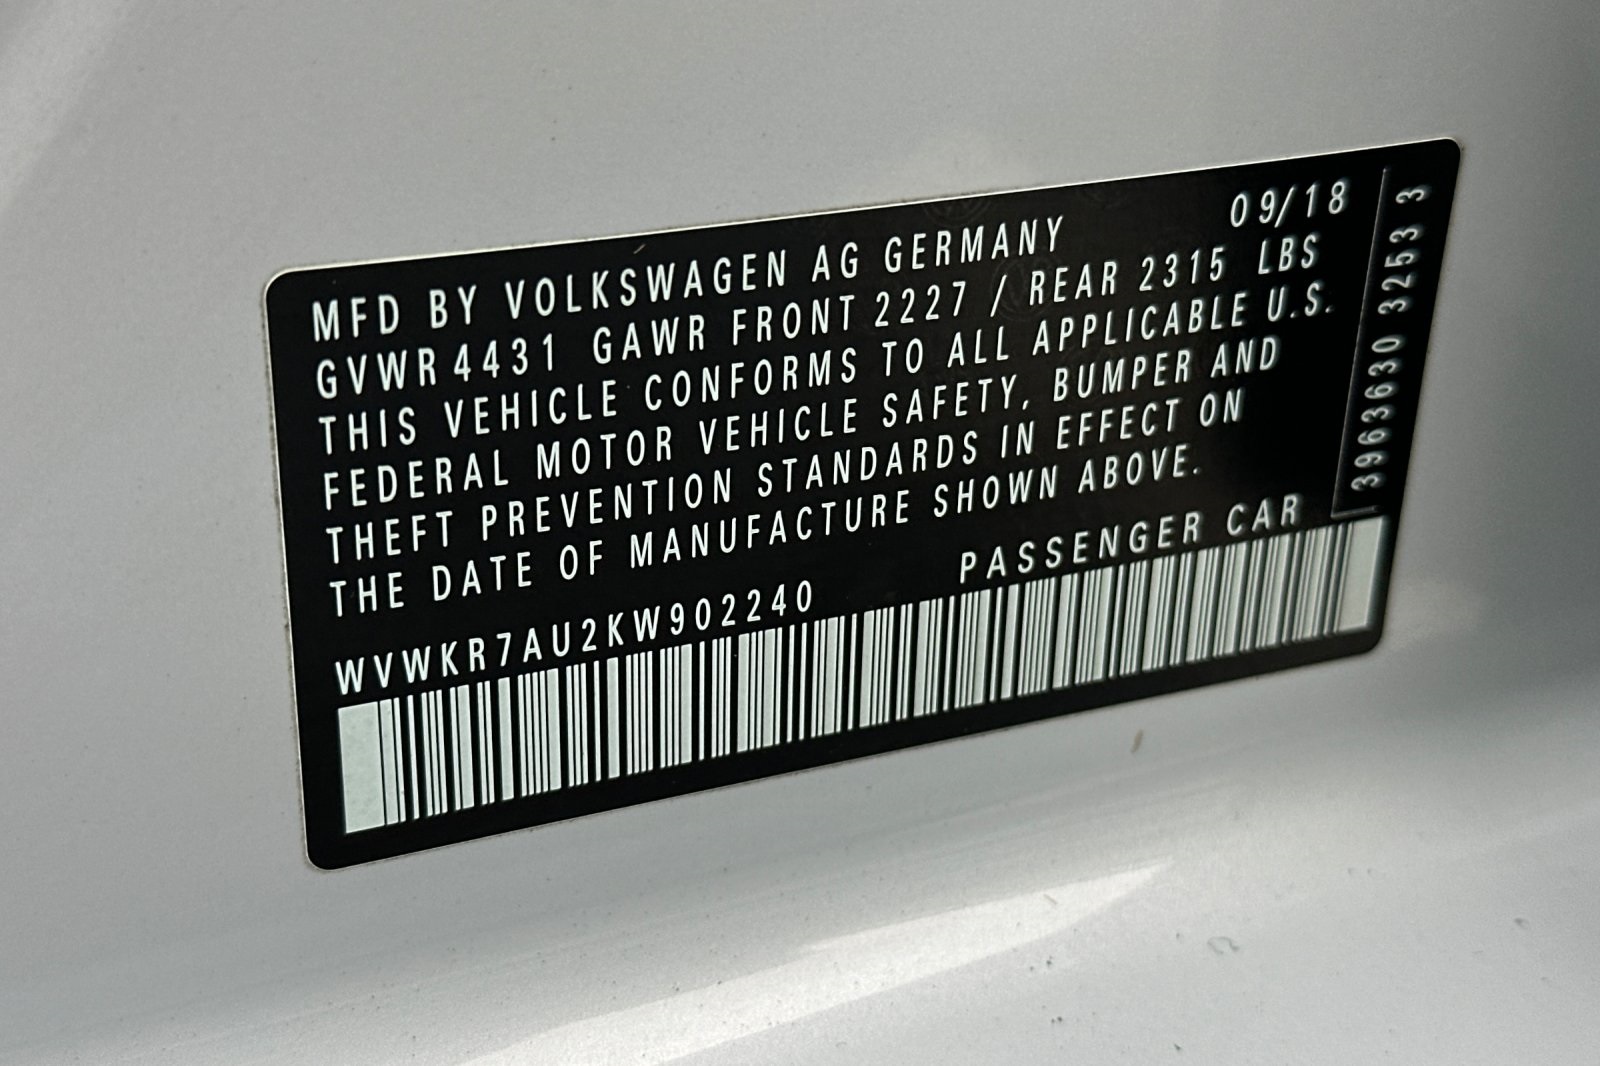 MFD BY VOLKSWAGEN AG GERMANY 09/18
GVWR 4431 GAWR FRONT 2227 / REAR 2315 LBS
THIS VEHICLE CONFORMS TO ALL APPLICABLE U.S.
FEDERAL MOTOR VEHICLE SAFETY, BUMPER AND
THEFT PREVENTION STANDARDS IN EFFECT ON
THE DATE OF MANUFACTURE SHOWN ABOVE.
WVWKR7AU2KW902240 PASSENGER CAR
3963630 3253 3